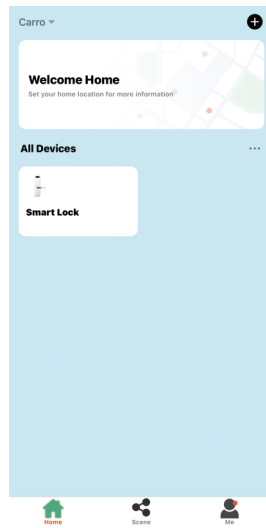 Carro
Welcome Home
Set your home location for more information
All Devices
Smart Lock
Home
Scene
Me